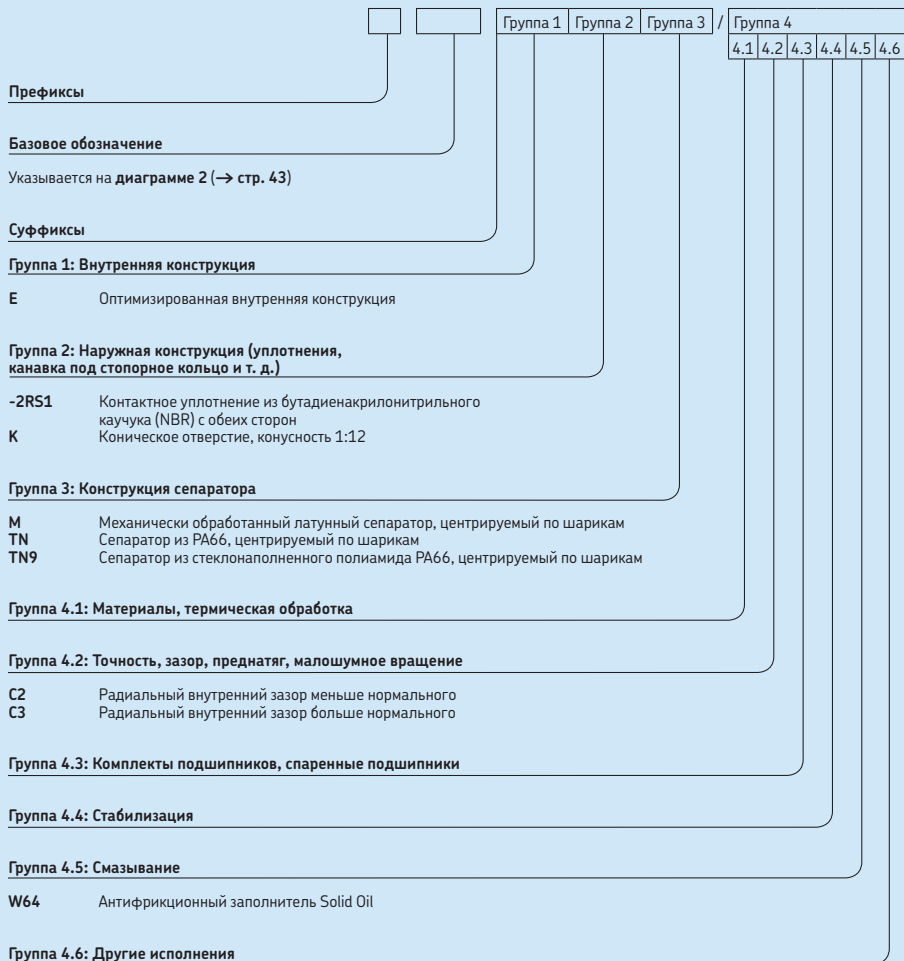 Группа 1 Группа 2 Группа 3 / Группа 4
4.1 4.2 4.3 4.4 4.5 4.6
Префиксы
Базовое обозначение
Указывается на диаграмме 2 (→ стр. 43)
Суффиксы
Группа 1: Внутренняя конструкция
E Оптимизированная внутренняя конструкция
Группа 2: Наружная конструкция (уплотнения,
канавка под стопорное кольцо и т. д.)
-2RS1 Контактное уплотнение из бутадиенакрилонитрильного
каучука (NBR) с обеих сторон
K Коническое отверстие, конусность 1:12
Группа 3: Конструкция сепаратора
M Механически обработанный латунный сепаратор, центрируемый по шарикам
TN Сепаратор из PA66, центрируемый по шарикам
TN9 Сепаратор из стеклонаполненного полиамида PA66, центрируемый по шарикам
Группа 4.1: Материалы, термическая обработка
Группа 4.2: Точность, зазор, преднатяг, малошумное вращение
C2 Радиальный внутренний зазор меньше нормального
C3 Радиальный внутренний зазор больше нормального
Группа 4.3: Комплекты подшипников, спаренные подшипники
Группа 4.4: Стабилизация
Группа 4.5: Смазывание
W64 Антифрикционный заполнитель Solid Oil
Группа 4.6: Другие исполнения